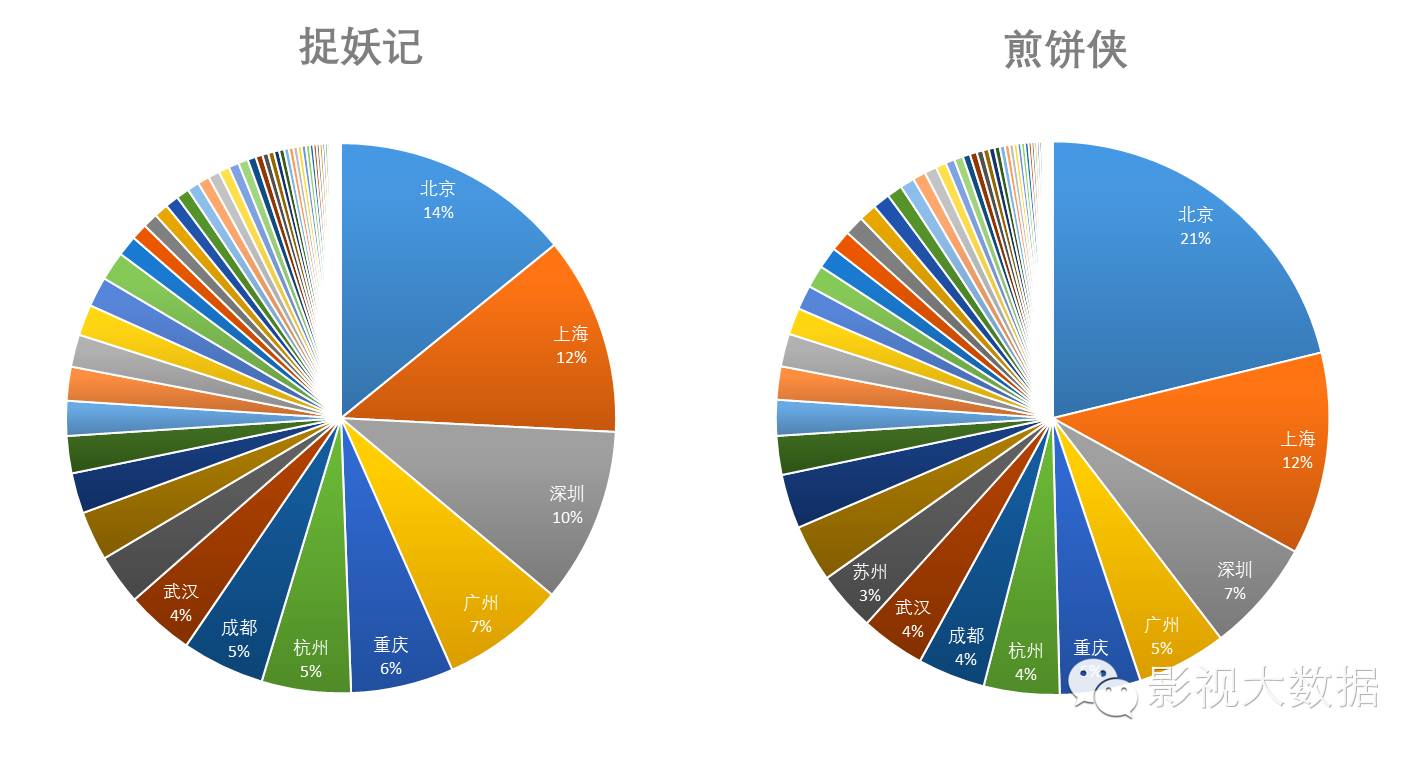 捉妖记
北京
14%
上海
12%
深圳
10%
广州
7%
重庆
6%
杭州
5%
成都
5%
武汉
4%
煎饼侠
北京
21%
上海
12%
深圳
7%
广州
5%
重庆
杭州
4%
成都
4%
武汉
4%
苏州
3%
影视大数据